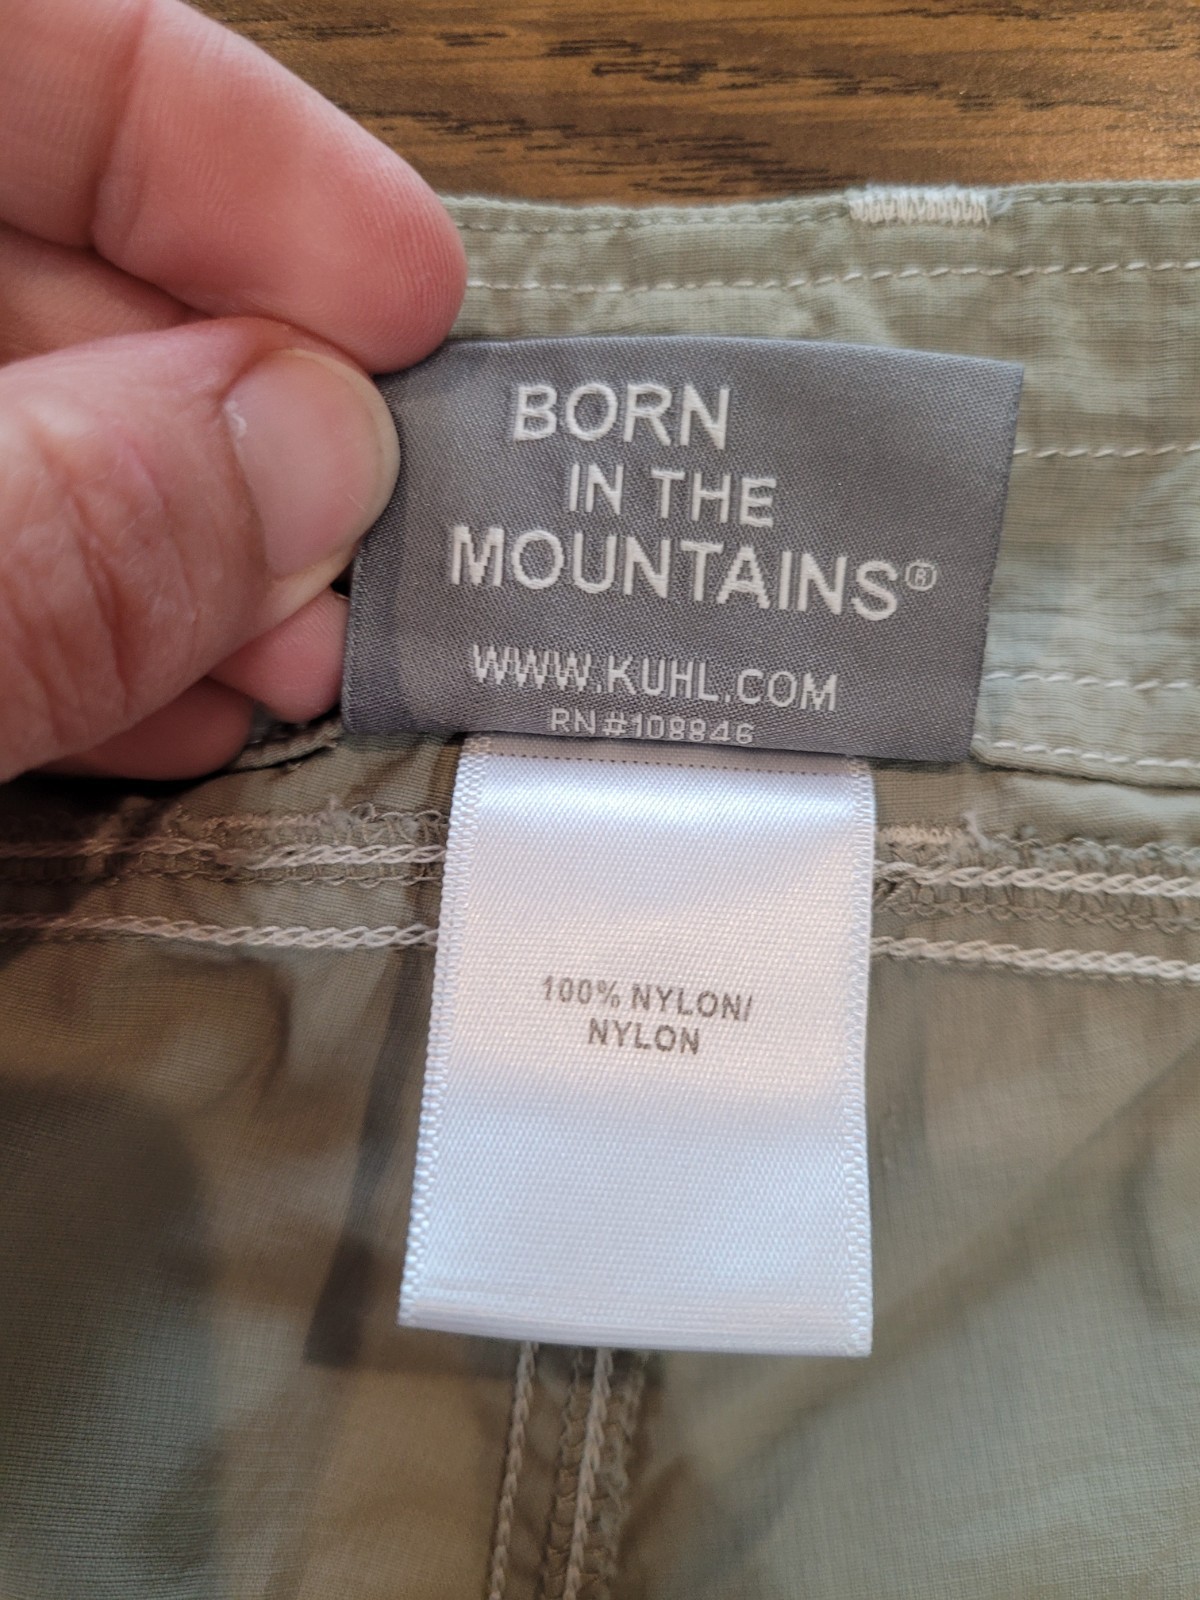 BORN
IN THE
MOUNTAINS®
WWW.KUHL.COM
RN#108846
100% NYLON/
NYLON